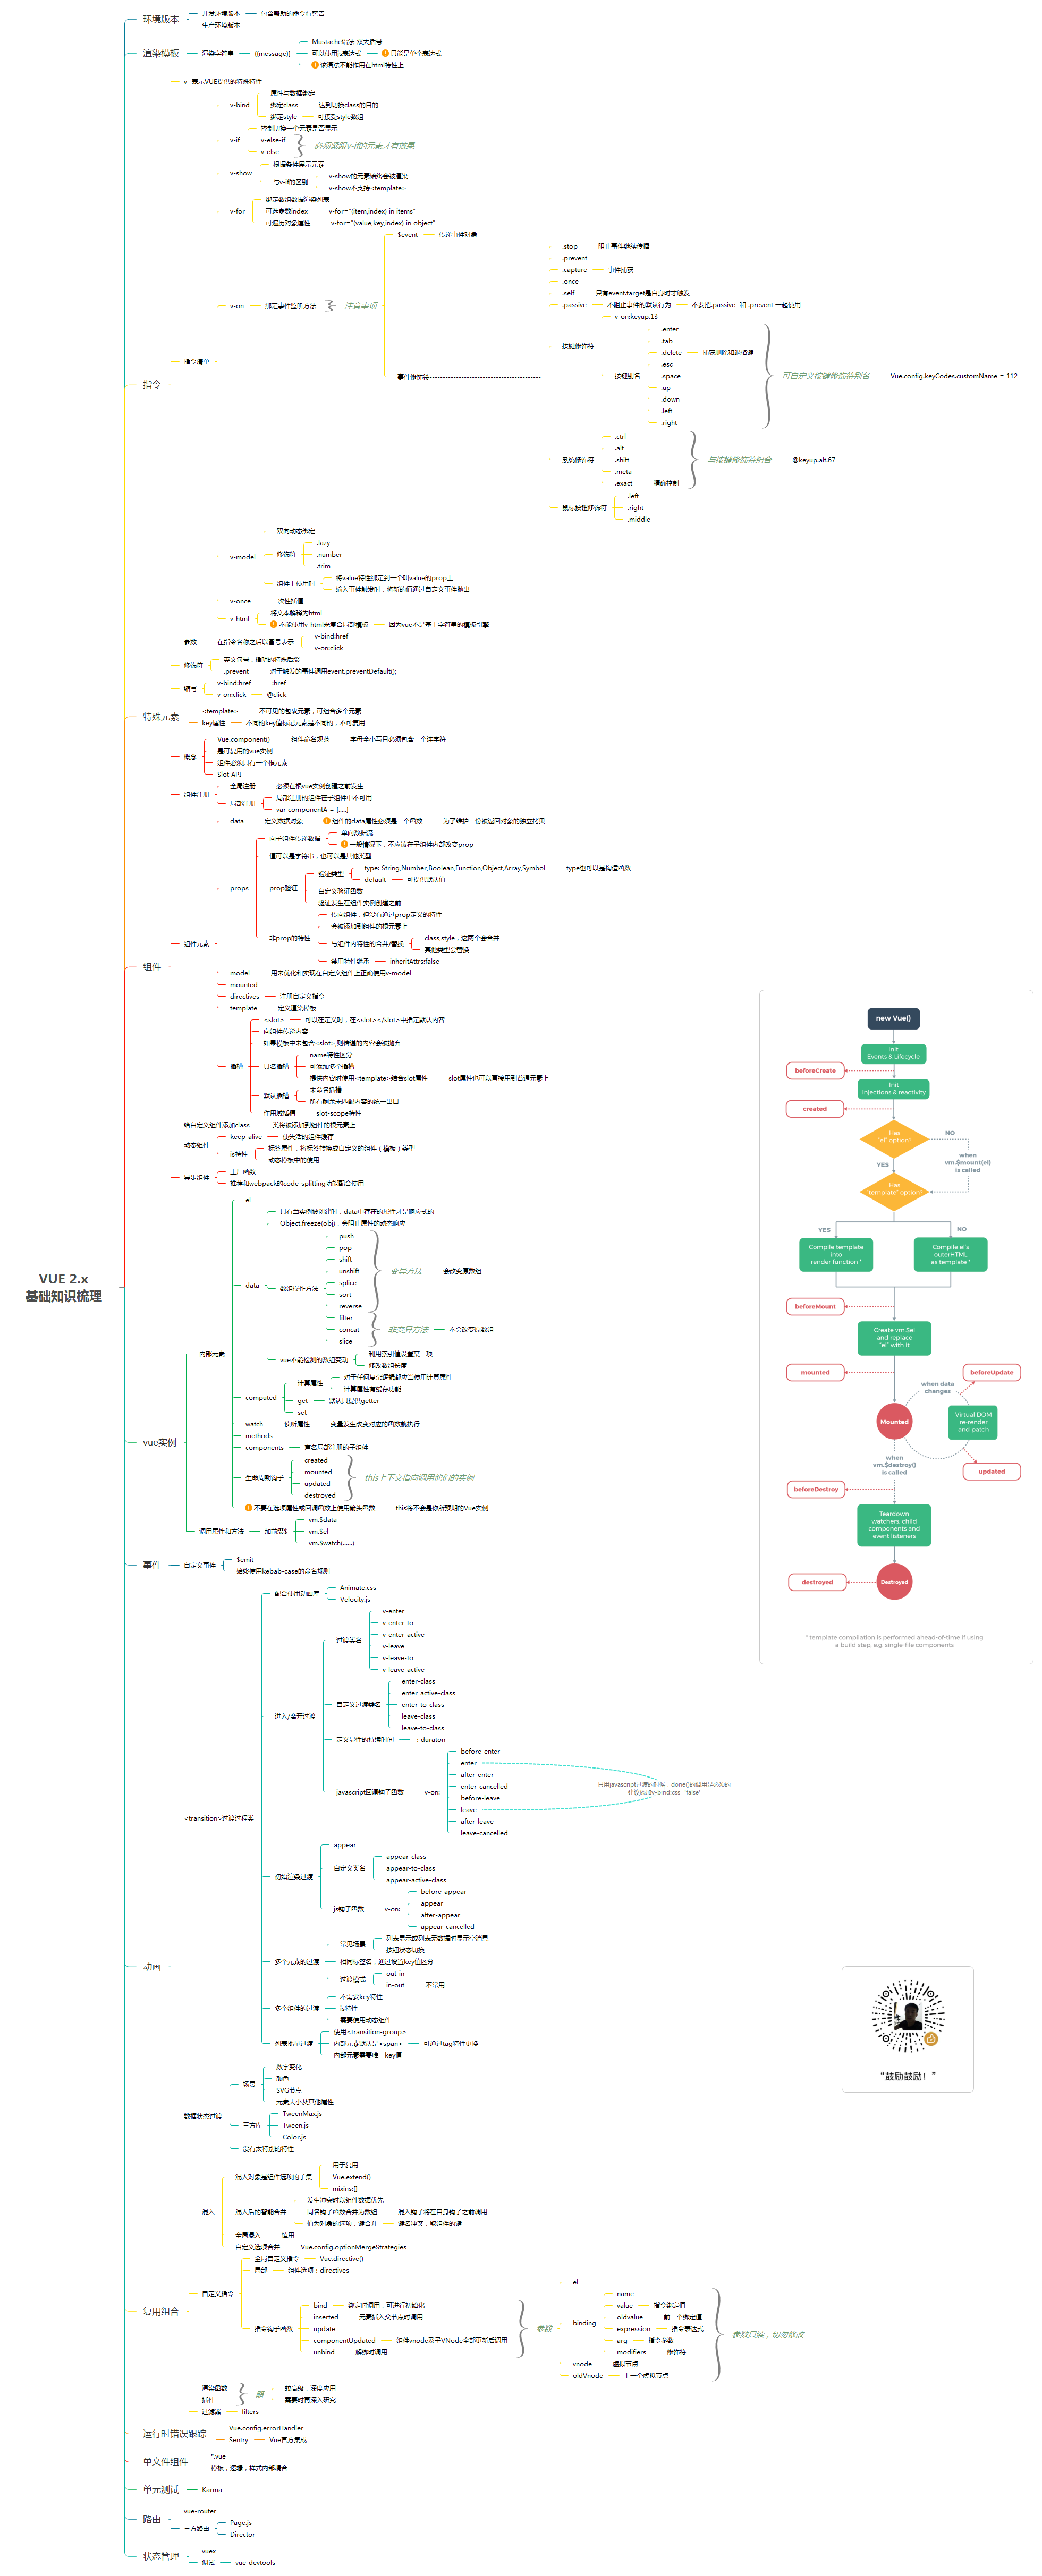 VUE 2.x
基础知识梳理
环境版本
开发环境版本
包含帮助的命令行警告
生产环境版本
渲染模板
渲染字符串
{{message}}
Mustache语法 双大括号
可以使用js表达式
只能是单个表达式
该语法不能作用在html特性上
指令
v- 表示VUE提供的特殊特性
指令清单
v-bind
属性与数据绑定
绑定class
达到切换class的目的
绑定style
可接受style数组
v-if
控制切换一个元素是否显示
v-else-if
v-else
必须紧跟v-if的元素才有效果
v-show
根据条件展示元素
与v-if的区别
v-show的元素始终会被渲染
v-show不支持<template>
v-for
绑定数组数据渲染列表
可选参数index
v-for="(item,index) in items"
可遍历对象属性
v-for="(value,key,index) in object"
v-on
绑定事件监听方法
注意事项
$event
传递事件对象
事件修饰符
.stop
阻止事件继续传播
.prevent
.capture
事件捕获
.once
.self
只有event.target是自身时才触发
.passive
不阻止事件的默认行为
不要把.passive 和 .prevent 一起使用
按键修饰符
v-on:keyup.13
按键别名
.enter
.tab
.delete
捕获删除和退格键
.esc
.space
.up
.down
.left
.right
可自定义按键修饰符别名
Vue.config.keyCodes.customName = 112
系统修饰符
.ctrl
.alt
.shift
.meta
.exact
精确控制
与按键修饰符组合
@keyup.alt.67
鼠标按钮修饰符
.left
.right
.middle
v-model
双向动态绑定
修饰符
.lazy
.number
.trim
组件上使用时
将value特性绑定到一个叫value的prop上
输入事件触发时，将新的值通过自定义事件抛出
v-once
一次性插值
v-html
将文本解释为html
不能使用v-html来复合局部模板
因为vue不是基于字符串的模板引擎
参数
在指令名称之后以冒号表示
v-bind:href
v-on:click
修饰符
英文句号，指明的特殊后缀
.prevent
对于触发的事件调用event.preventDefault();
缩写
v-bind:href
:href
v-on:click
@click
特殊元素
<template>
不可见的包裹元素，可组合多个元素
key属性
不同的key值标记元素是不同的，不可复用
组件
概念
Vue.component()
组件命名规范
字母全小写且必须包含一个连字符
是可复用的vue实例
组件必须只有一个根元素
Slot API
组件注册
全局注册
必须在根vue实例创建之前发生
局部注册
局部注册的组件在子组件中不可用
var componentA = {.....}
组件元素
data
定义数据对象
组件的data属性必须是一个函数
为了维护一份被返回对象的独立拷贝
props
向子组件传递数据
单向数据流
一般情况下，不应该在子组件内部改变prop
值可以是字符串，也可以是其他类型
prop验证
验证类型
type: String,Number,Boolean,Function,Object,Array,Symbol
type也可以是构造函数
default
可提供默认值
自定义验证函数
验证发生在组件实例创建之前
非prop的特性
传向组件，但没有通过prop定义的特性
会被添加到组件的根元素上
与组件内特性的合并/替换
class,style，这两个会合并
其他类型会替换
禁用特性继承
inheritAttrs:false
model
用来优化和实现在自定义组件上正确使用v-model
mounted
directives
注册自定义指令
template
定义渲染模板
插槽
<slot>
可以在定义时，在<slot></slot>中指定默认内容
向组件传递内容
如果模板中未包含<slot>,则传递的内容会被抛弃
具名插槽
name特性区分
可添加多个插槽
提供内容时使用<template>结合slot属性
slot属性也可以直接用到普通元素上
默认插槽
未命名插槽
所有剩余未匹配内容的统一出口
作用域插槽
slot-scope特性
给自定义组件添加class
类将被添加到组件的根元素上
动态组件
keep-alive
使失活的组件缓存
is特性
标签属性，将标签转换成自定义的组件（模板）类型
动态模板中的使用
异步组件
工厂函数
推荐和webpack的code-splitting功能配合使用
vue实例
内部元素
el
data
只有当实例被创建时，data中存在的属性才是响应式的
Object.freeze(obj)，会阻止属性的动态响应
数组操作方法
push
pop
shift
unshift
splice
sort
reverse
变异方法
会改变原数组
filter
concat
slice
非变异方法
不会改变原数组
vue不能检测的数组变动
利用索引值设置某一项
修改数组长度
computed
计算属性
对于任何复杂逻辑都应当使用计算属性
计算属性有缓存功能
get
默认只提供getter
set
watch
侦听属性
变量发生改变对应的函数就执行
methods
components
声名局部注册的子组件
生命周期钩子
created
mounted
updated
destroyed
this上下文指向调用他们的实例
不要在选项属性或回调函数上使用箭头函数
this将不会是你所预期的Vue实例
调用属性和方法
加前缀$
vm.$data
vm.$el
vm.$watch(......)
事件
自定义事件
$emit
始终使用kebab-case的命名规则
动画
<transition>过渡过程类
配合使用动画库
Animate.css
Velocity.js
进入/离开过渡
过渡类名
v-enter
v-enter-to
v-enter-active
v-leave
v-leave-to
v-leave-active
自定义过渡类名
enter-class
enter_active-class
enter-to-class
leave-class
leave-to-class
定义显性的持续时间
：duraton
javascript回调钩子函数
v-on:
before-enter
enter
after-enter
enter-cancelled
before-leave
leave
after-leave
leave-cancelled
只用javascript过渡的时候，done()的调用是必须的
建议添加v-bind:css='false'
初始渲染过渡
appear
自定义类名
appear-class
appear-to-class
appear-active-class
js钩子函数
v-on:
before-appear
appear
after-appear
appear-cancelled
多个元素的过渡
常见场景
列表显示或列表无数据时显示空消息
按钮状态切换
相同标签名，通过设置key值区分
过渡模式
out-in
in-out
不常用
多个组件的过渡
不需要key特性
is特性
需要使用动态组件
列表批量过渡
使用<transition-group>
内部元素默认是<span>
可通过tag特性更换
内部元素需要唯一key值
数据状态过渡
场景
数字变化
颜色
SVG节点
元素大小及其他属性
三方库
TweenMax.js
Tween.js
Color.js
没有太特别的特性
复用组合
混入
混入对象是组件选项的子集
用于复用
Vue.extend()
mixins:[]
混入后的智能合并
发生冲突时以组件数据优先
同名钩子函数合并为数组
混入钩子将在自身钩子之前调用
值为对象的选项，键合并
键名冲突，取组件的键
全局混入
慎用
自定义选项合并
Vue.config.optionMergeStrategies
自定义指令
全局自定义指令
Vue.directive()
局部
组件选项：directives
指令钩子函数
bind
绑定时调用，可进行初始化
inserted
元素插入父节点时调用
update
componentUpdated
组件vnode及子VNode全部更新后调用
unbind
解绑时调用
参数
el
binding
name
value
指令绑定值
oldvalue
前一个绑定值
expression
指令表达式
arg
指令参数
modifiers
修饰符
vnode
虚拟节点
oldVnode
上一个虚拟节点
参数只读，切勿修改
渲染函数
插件
略
较高级，深度应用
需要时再深入研究
过滤器
filters
运行时错误跟踪
Vue.config.errorHandler
Sentry
Vue官方集成
单文件组件
*.vue
模板，逻辑，样式内部耦合
单元测试
Karma
路由
vue-router
三方路由
Page.js
Director
状态管理
vuex
调试
vue-devtools
new Vue()
Init
Events & Lifecycle
beforeCreate
Init
injections & reactivity
created
Has
"el" option?
NO
when
vm.$mount(el)
is called
YES
Has
"template" option?
YES
NO
Compile template
into
render function *
Compile el's
outerHTML
as template *
beforeMount
Create vm.$el
and replace
"el" with it
mounted
when data
changes
beforeUpdate
Mounted
Virtual DOM
re-render
and patch
updated
when
vm.$destroy()
is called
beforeDestroy
Teardown
watchers, child
components and
event listeners
destroyed
Destroyed
* template compilation is performed ahead-of-time if using
a build step, e.g. single-file components
“鼓励鼓励！”